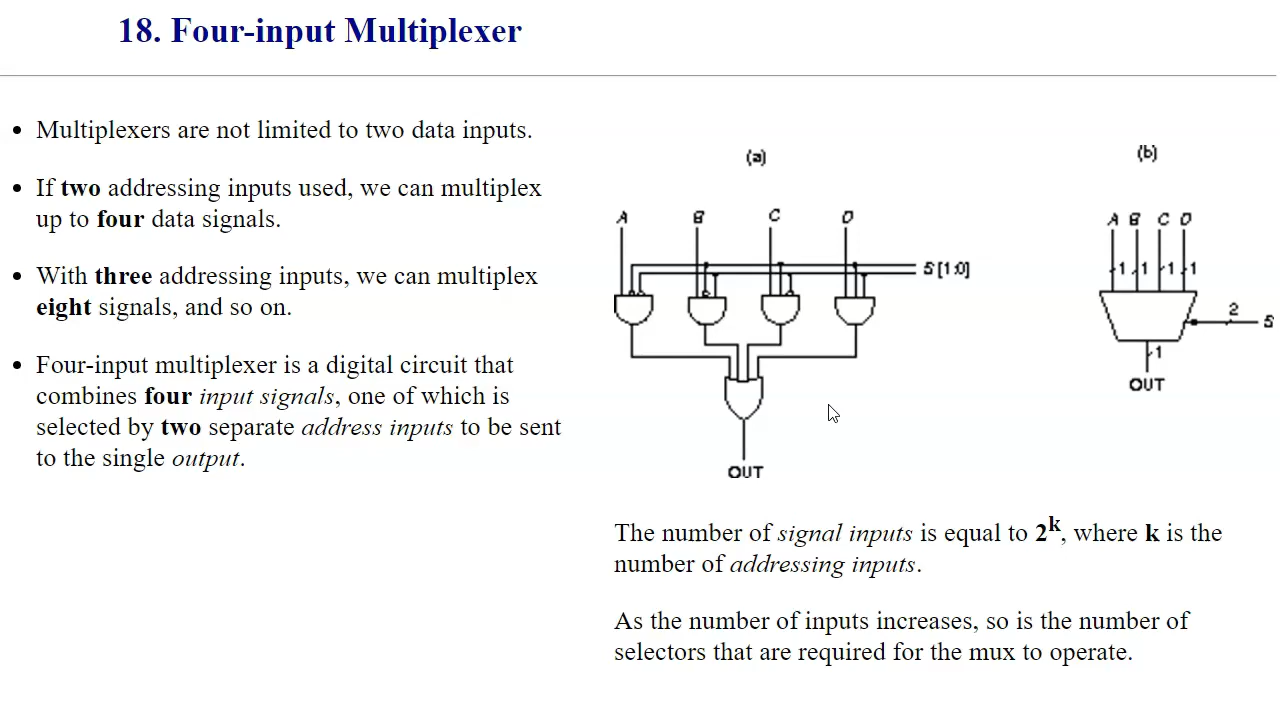 18. Four-input Multiplexer
Multiplexers are not limited to two data inputs.
If two addressing inputs used, we can multiplex
up to four data signals.
With three addressing inputs, we can multiplex
eight signals, and so on.
Four-input multiplexer is a digital circuit that
combines four input signals, one of which is
selected by two separate address inputs to be sent
to the single output.
(a)
A B C D
S[1:0]
OUT
(b)
A B C D
1 1 1 1
2
S
1
OUT
The number of signal inputs is equal to 2^k, where k is the
number of addressing inputs.
As the number of inputs increases, so is the number of
selectors that are required for the mux to operate.